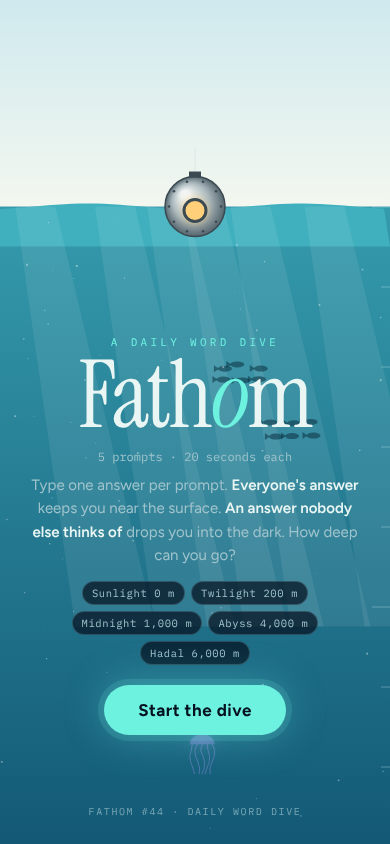 A DAILY WORD DIVE
Fathom
5 prompts · 20 seconds each
Type one answer per prompt. Everyone's answer
keeps you near the surface. An answer nobody
else thinks of drops you into the dark. How deep
can you go?
Sunlight 0 m
Twilight 200 m
Midnight 1,000 m
Abyss 4,000 m
Hadal 6,000 m
Start the dive
FATHOM #44 · DAILY WORD DIVE